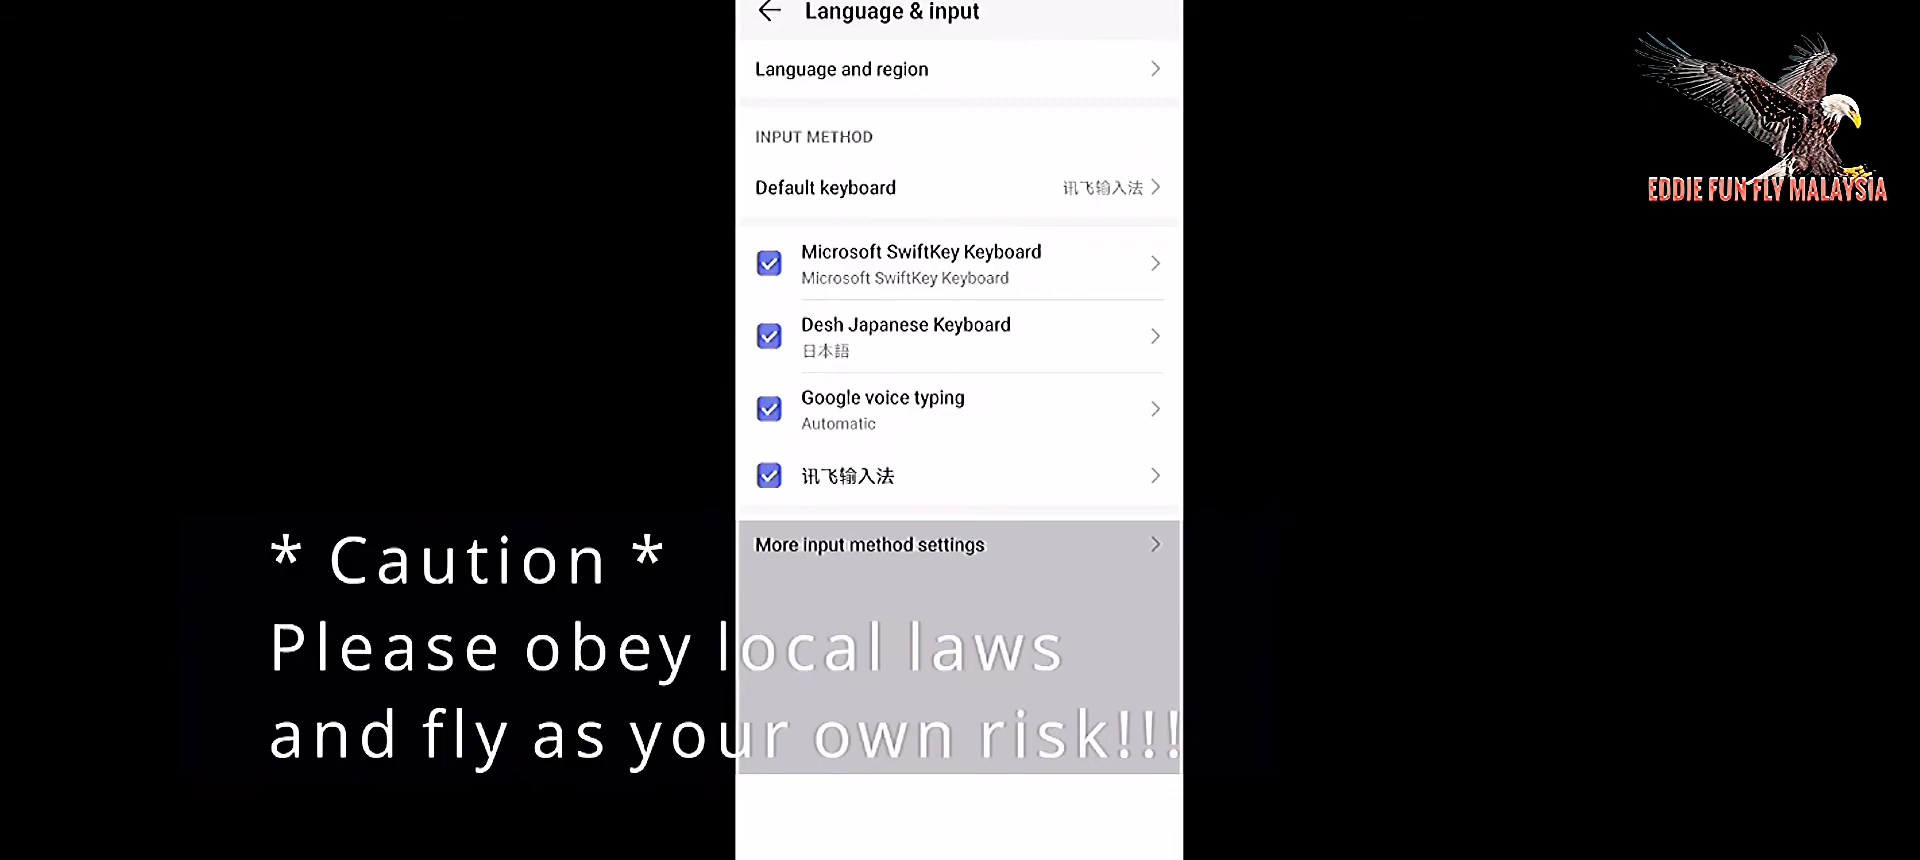 Language & input
Language and region
INPUT METHOD
Default keyboard 讯飞输入法
Microsoft SwiftKey Keyboard
Microsoft SwiftKey Keyboard
Desh Japanese Keyboard
日本語
Google voice typing
Automatic
讯飞输入法
More input method settings
* Caution *
Please obey local laws
and fly as your own risk!!!
EDDIE FUN FLY MALAYSIA